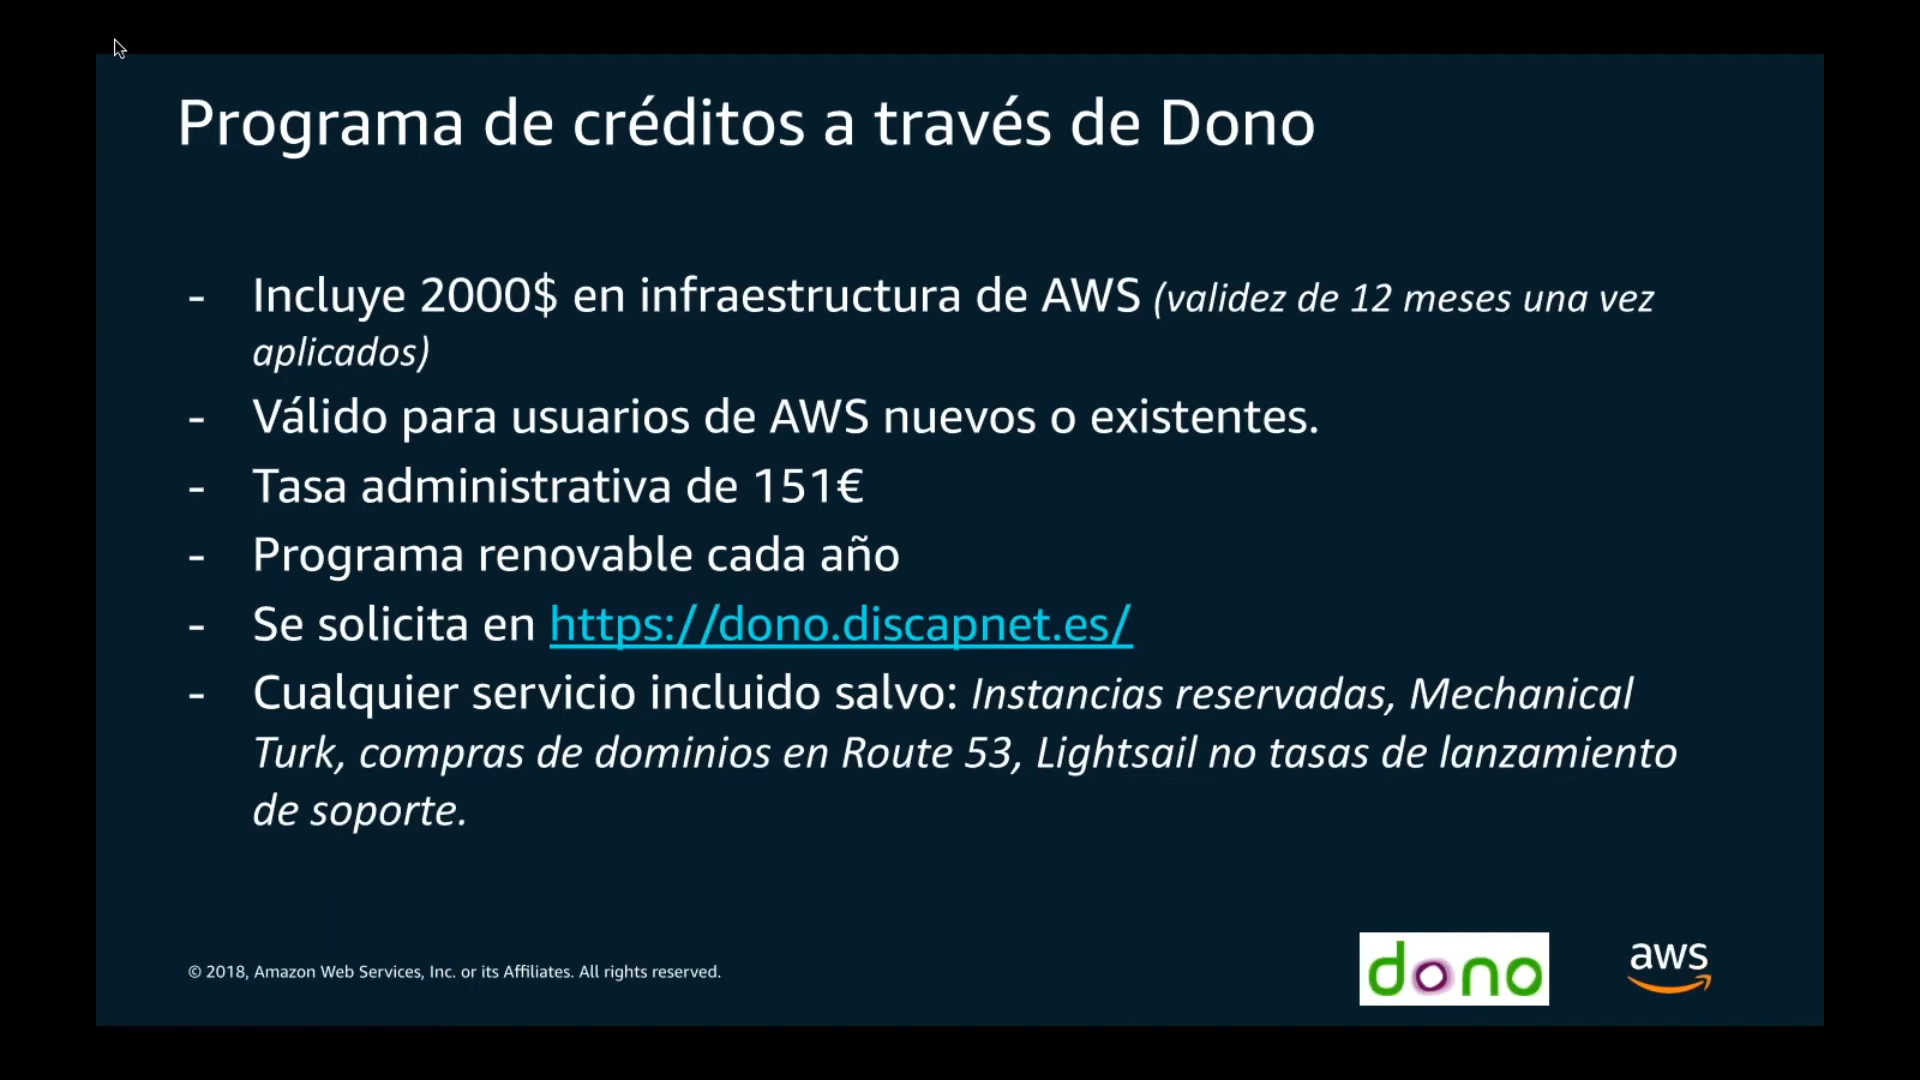 Programa de créditos a través de Dono
- Incluye 2000$ en infraestructura de AWS (validez de 12 meses una vez
aplicados)
- Válido para usuarios de AWS nuevos o existentes.
- Tasa administrativa de 151€
- Programa renovable cada año
- Se solicita en https://dono.discapnet.es/
- Cualquier servicio incluido salvo: Instancias reservadas, Mechanical
Turk, compras de dominios en Route 53, Lightsail no tasas de lanzamiento
de soporte.
© 2018, Amazon Web Services, Inc. or its Affiliates. All rights reserved.
dono
aws